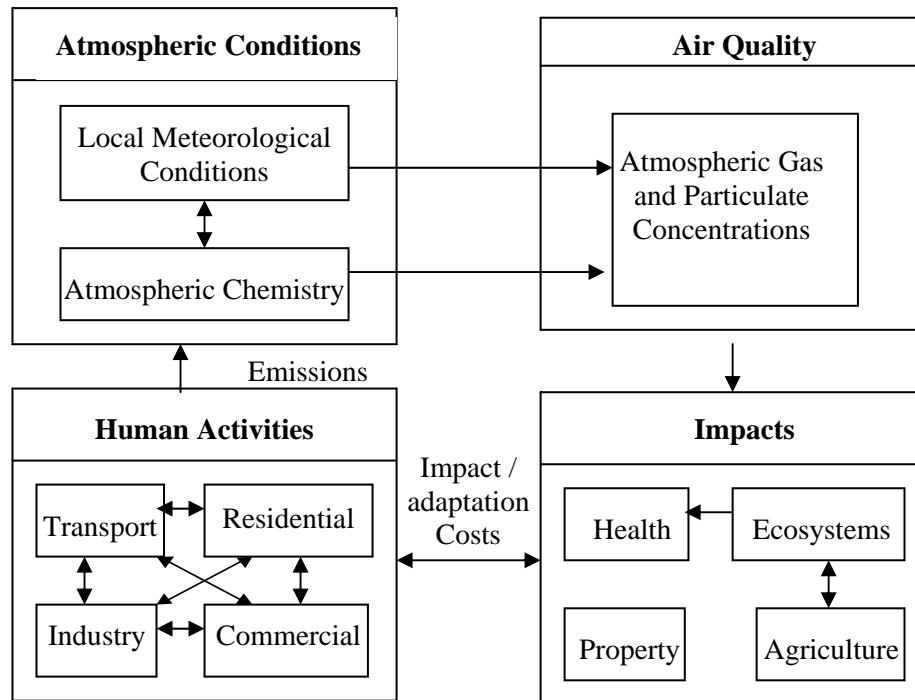 Atmospheric Conditions
Local Meteorological
Conditions
Atmospheric Chemistry
Air Quality
Atmospheric Gas
and Particulate
Concentrations
Emissions
Human Activities
Transport
Residential
Industry
Commercial
Impact /
adaptation
Costs
Impacts
Health
Ecosystems
Property
Agriculture